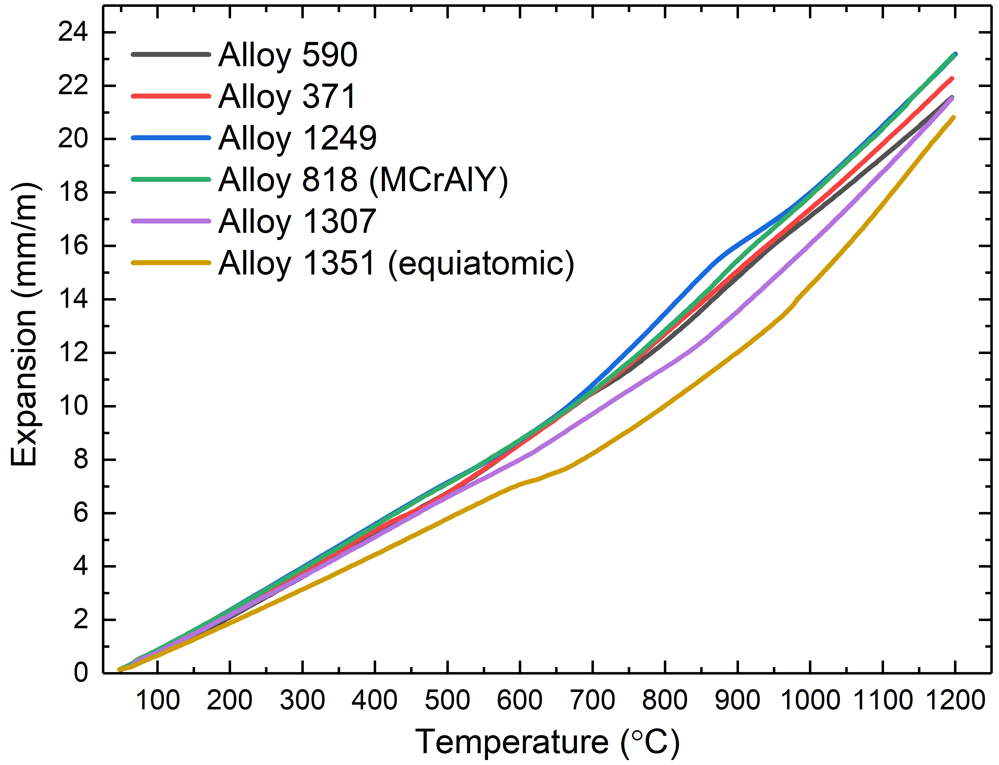 Expansion (mm/m)
24
22
20
18
16
14
12
10
8
6
4
2
0
Alloy 590
Alloy 371
Alloy 1249
Alloy 818 (MCrAlY)
Alloy 1307
Alloy 1351 (equiatomic)
100 200 300 400 500 600 700 800 900 1000 1100 1200
Temperature (°C)